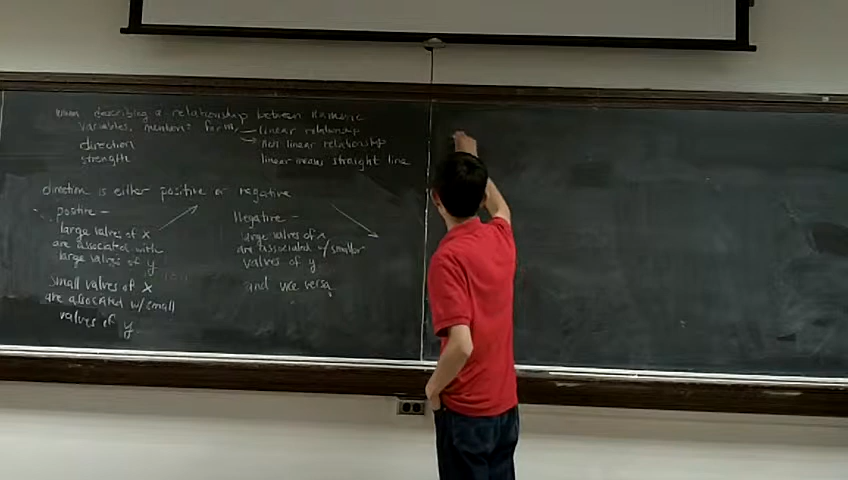 when describing a relationship between numeric
variables, mention: form - linear relatonship
direction non linear relationship
strength linear means straight line
direction is either positive or negative
positive -
large values of x
are associated with
large values of y
small values of x
are associated w/ small
values of y
Negative -
large values of x
are associated w/ smaller
values of y
and vice versa